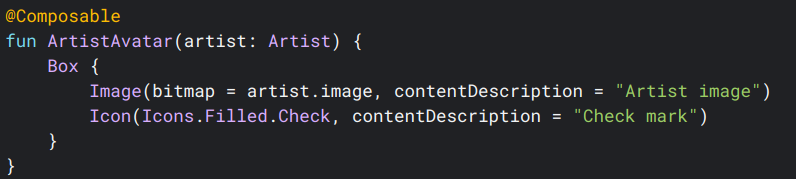 @Composable
fun ArtistAvatar(artist: Artist) {
    Box {
        Image(bitmap = artist.image, contentDescription = "Artist image")
        Icon(Icons.Filled.Check, contentDescription = "Check mark")
    }
}